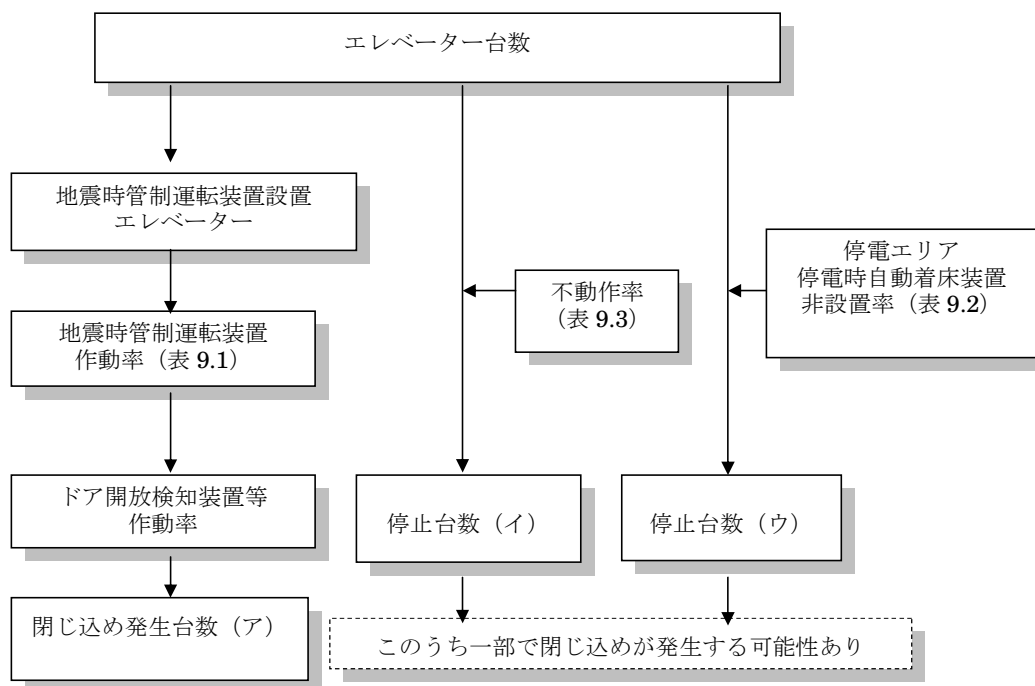 エレベーター台数
地震時管制運転装置設置
エレベーター
停電エリア
停電時自動着床装置
非設置率（表 9.2）
不動作率
（表 9.3）
地震時管制運転装置
作動率（表 9.1）
ドア開放検知装置等
作動率
停止台数（イ）
停止台数（ウ）
閉じ込め発生台数（ア）
このうち一部で閉じ込めが発生する可能性あり